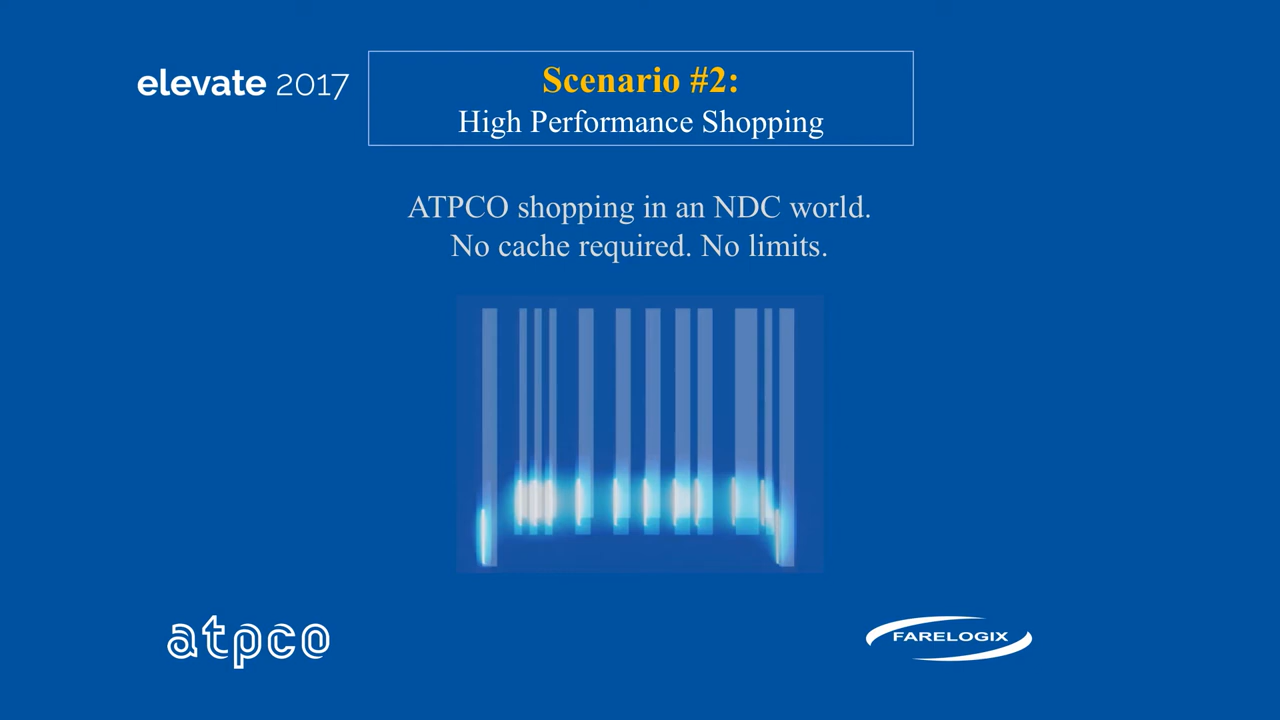 elevate 2017
Scenario #2:
High Performance Shopping
ATPCO shopping in an NDC world.
No cache required. No limits.
atpco
FARELOGIX